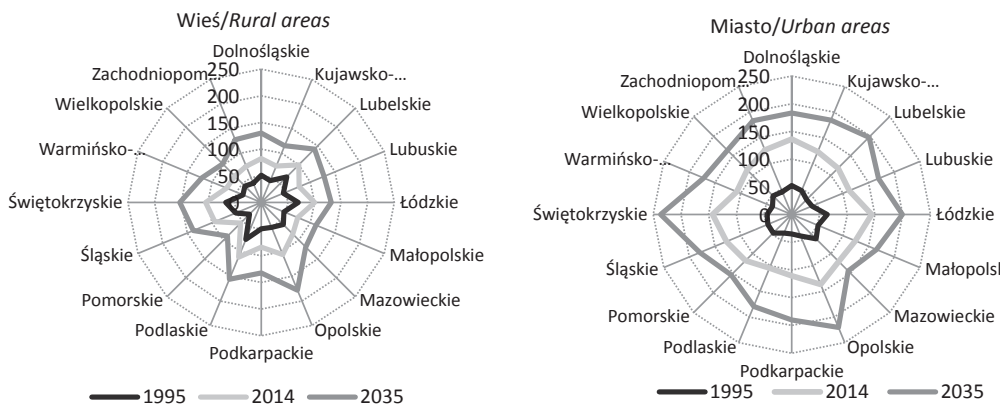 Wieś/Rural areas
Dolnośląskie
Kujawsko-...
Lubelskie
Lubuskie
Łódzkie
Małopolskie
Mazowieckie
Opolskie
Podkarpackie
Podlaskie
Pomorskie
Śląskie
Świętokrzyskie
Warmińsko-...
Wielkopolskie
Zachodniopom...
250
200
150
100
50
1995 2014 2035
Miasto/Urban areas
Dolnośląskie
Kujawsko-...
Lubelskie
Lubuskie
Łódzkie
Małopols
Mazowieckie
Opolskie
Podkarpackie
Podlaskie
Pomorskie
Śląskie
Świętokrzyskie
Warmińsko-...
Wielkopolskie
Zachodniopom...
250
200
150
100
50
0
1995 2014 2035